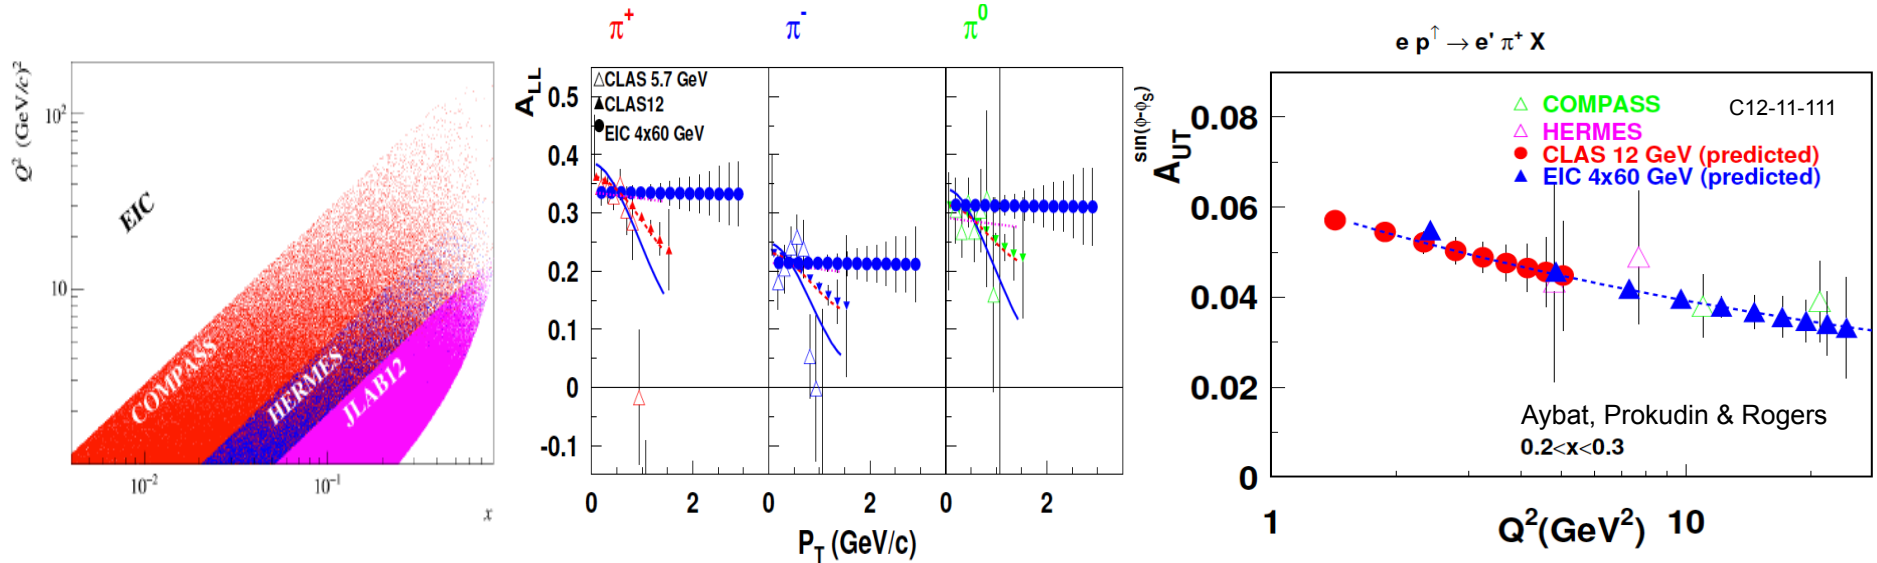 Q² (GeV/c)²
10²
10
EIC
COMPASS
HERMES
JLAB12
10⁻²
10⁻¹
x
π⁺
π⁻
π⁰
A_LL
CLAS 5.7 GeV
CLAS12
EIC 4x60 GeV
0.5
0.4
0.3
0.2
0.1
0
-0.1
0
2
0
2
0
2
P_T (GeV/c)
e p↑ → e' π⁺ X
A_UT sin(φ-φ_S)
COMPASS
C12-11-111
HERMES
CLAS 12 GeV (predicted)
EIC 4x60 GeV (predicted)
0.08
0.06
0.04
0.02
0
Aybat, Prokudin & Rogers
0.2<x<0.3
1
10
Q²(GeV²)